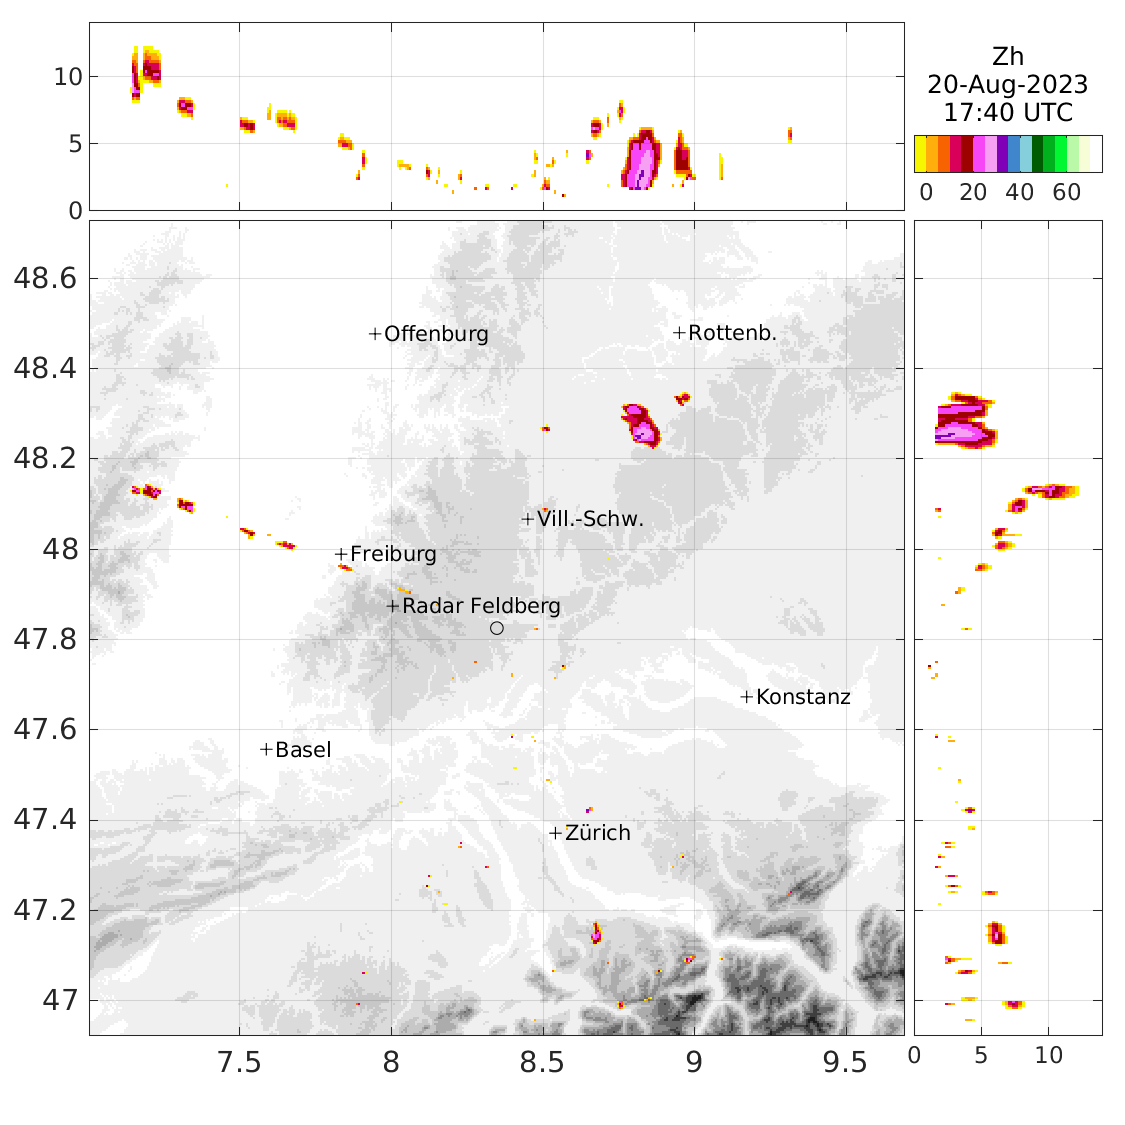 10
5
0
Zh
20-Aug-2023
17:40 UTC
0 20 40 60
48.6
48.4
48.2
48
47.8
47.6
47.4
47.2
47
+Offenburg
+Rottenb.
+Vill.-Schw.
+Freiburg
+Radar Feldberg
+Konstanz
+Basel
+Zürich
7.5 8 8.5 9 9.5
0 5 10